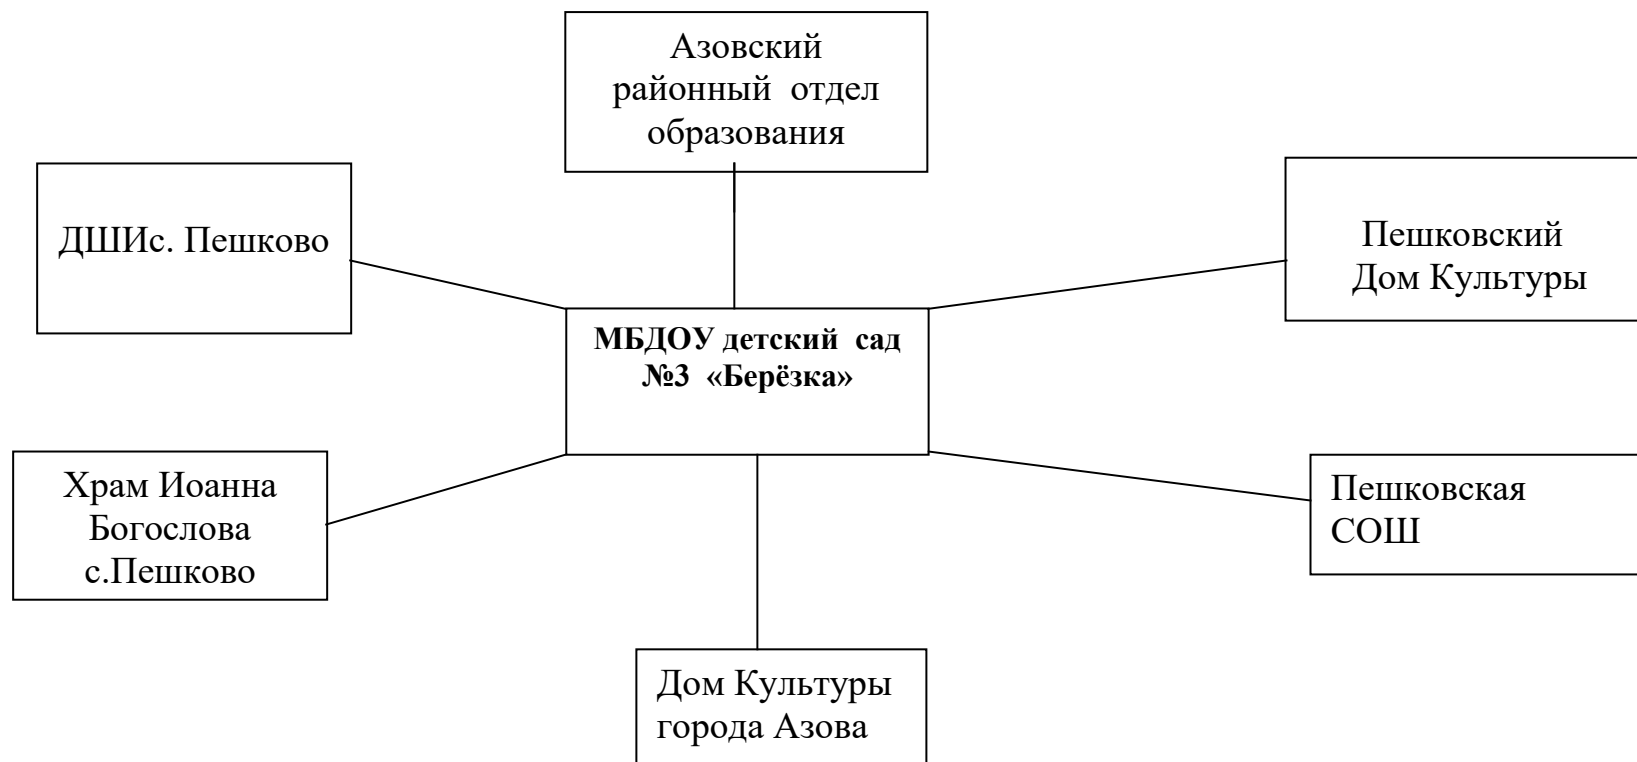 Азовский
районный отдел
образования
ДШИс. Пешково
Пешковский
Дом Культуры
МБДОУ детский сад
№3 «Берёзка»
Храм Иоанна
Богослова
с.Пешково
Пешковская
СОШ
Дом Культуры
города Азова